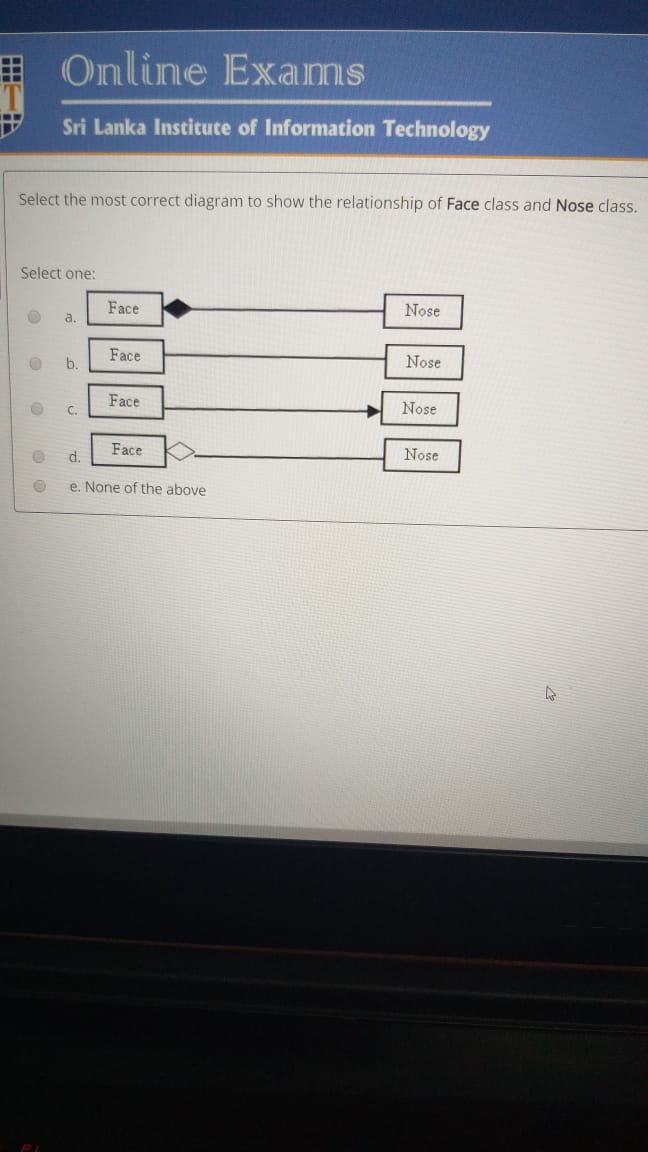 Online Exams
T
Sri Lanka Institute of Information Technology
Select the most correct diagram to show the relationship of Face class and Nose class.
Select one:
a. Face Nose
b. Face Nose
c. Face Nose
d. Face Nose
e. None of the above